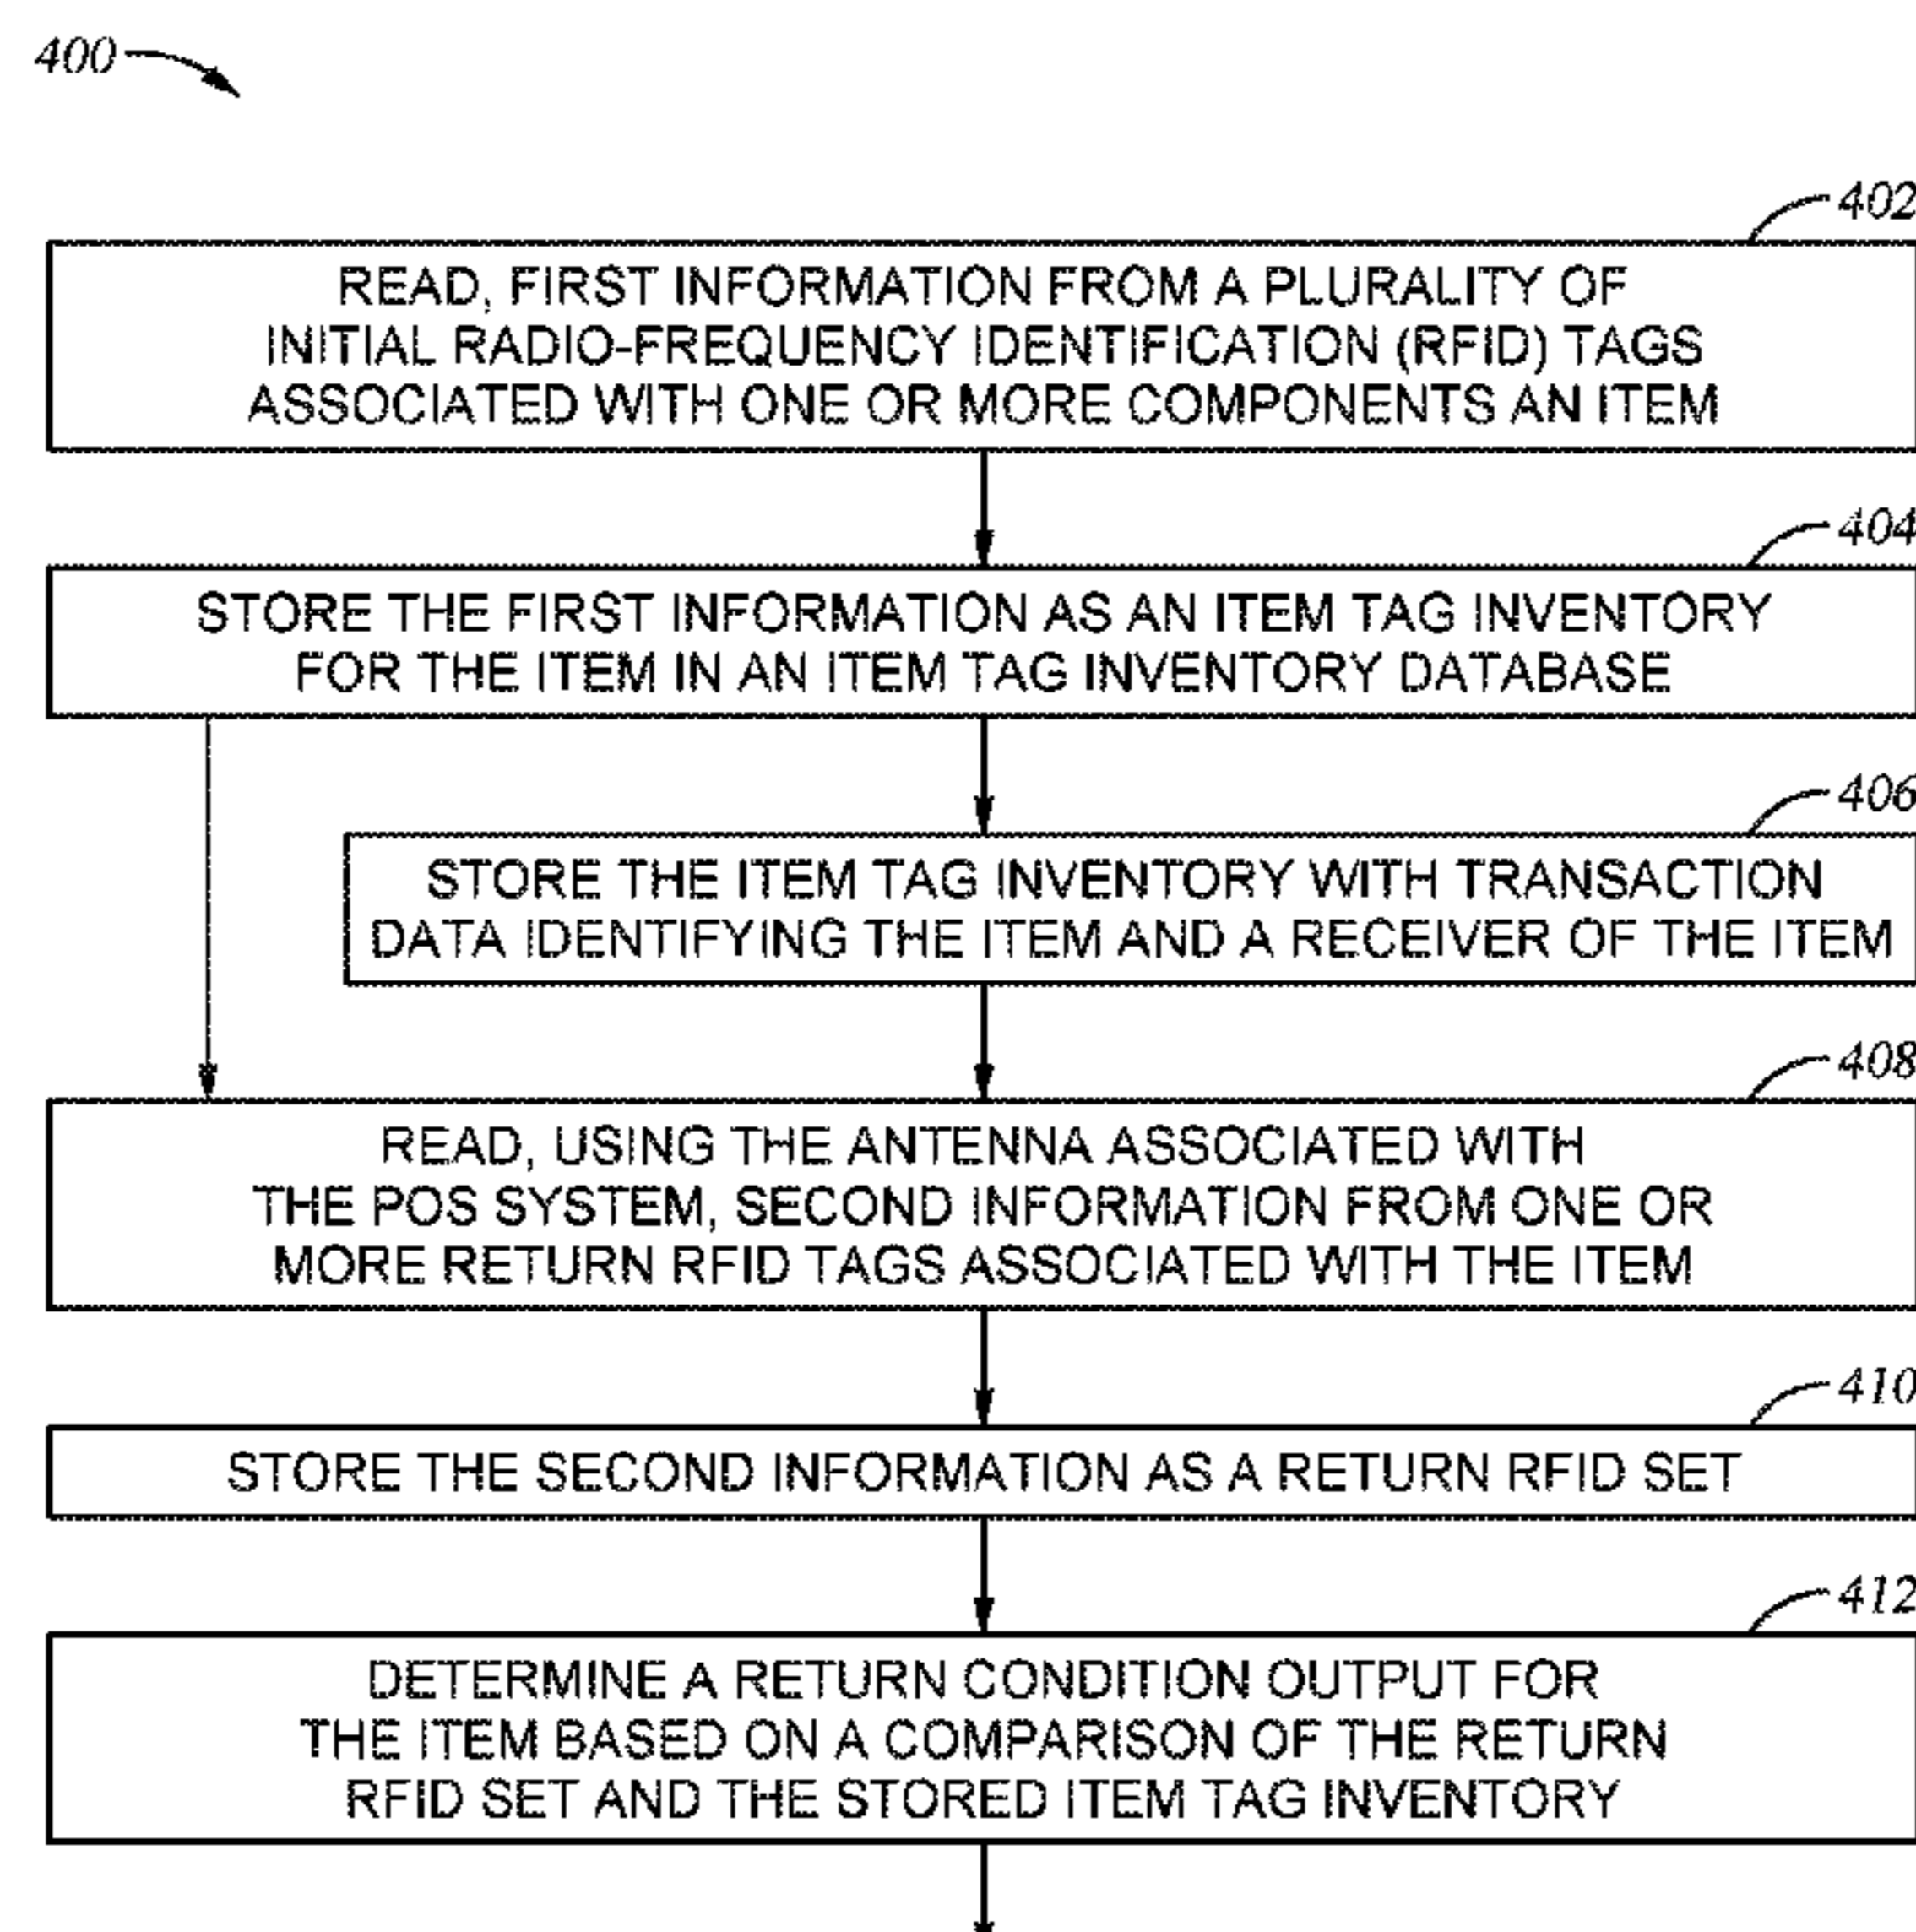 400
402
READ, FIRST INFORMATION FROM A PLURALITY OF
INITIAL RADIO-FREQUENCY IDENTIFICATION (RFID) TAGS
ASSOCIATED WITH ONE OR MORE COMPONENTS AN ITEM
404
STORE THE FIRST INFORMATION AS AN ITEM TAG INVENTORY
FOR THE ITEM IN AN ITEM TAG INVENTORY DATABASE
406
STORE THE ITEM TAG INVENTORY WITH TRANSACTION
DATA IDENTIFYING THE ITEM AND A RECEIVER OF THE ITEM
408
READ, USING THE ANTENNA ASSOCIATED WITH
THE POS SYSTEM, SECOND INFORMATION FROM ONE OR
MORE RETURN RFID TAGS ASSOCIATED WITH THE ITEM
410
STORE THE SECOND INFORMATION AS A RETURN RFID SET
412
DETERMINE A RETURN CONDITION OUTPUT FOR
THE ITEM BASED ON A COMPARISON OF THE RETURN
RFID SET AND THE STORED ITEM TAG INVENTORY